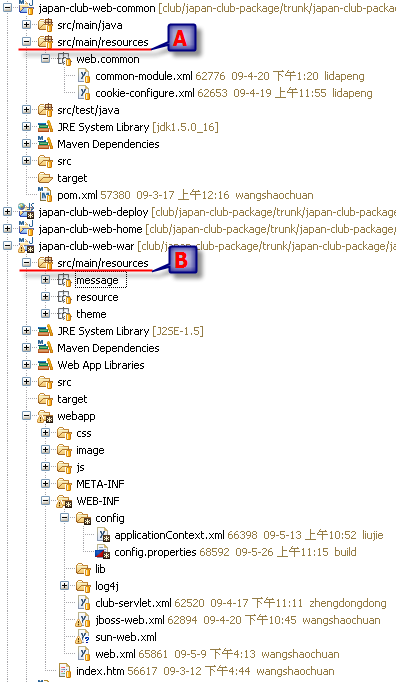 japan-club-web-common [club/japan-club-package/trunk/japan-club
src/main/java
src/main/resources A
web.common
common-module.xml 62776 09-4-20 下午1:20 lidapeng
cookie-configure.xml 62653 09-4-19 上午11:55 lidapeng
src/test/java
JRE System Library [jdk1.5.0_16]
Maven Dependencies
src
target
pom.xml 57380 09-3-17 上午12:16 wangshaochuan
japan-club-web-deploy [club/japan-club-package/trunk/japan-club
japan-club-web-home [club/japan-club-package/trunk/japan-club-
japan-club-web-war [club/japan-club-package/trunk/japan-club-package/ja
src/main/resources B
message
resource
theme
JRE System Library [J2SE-1.5]
Maven Dependencies
Web App Libraries
src
target
webapp
css
image
js
META-INF
WEB-INF
config
applicationContext.xml 66398 09-5-13 上午10:52 liujie
config.properties 68592 09-5-26 上午11:15 build
lib
log4j
club-servlet.xml 62520 09-4-17 下午11:11 zhengdongdong
jboss-web.xml 62894 09-4-20 下午10:45 wangshaochuan
sun-web.xml
web.xml 65861 09-5-9 下午4:13 wangshaochuan
index.htm 56617 09-3-12 下午4:44 wangshaochuan